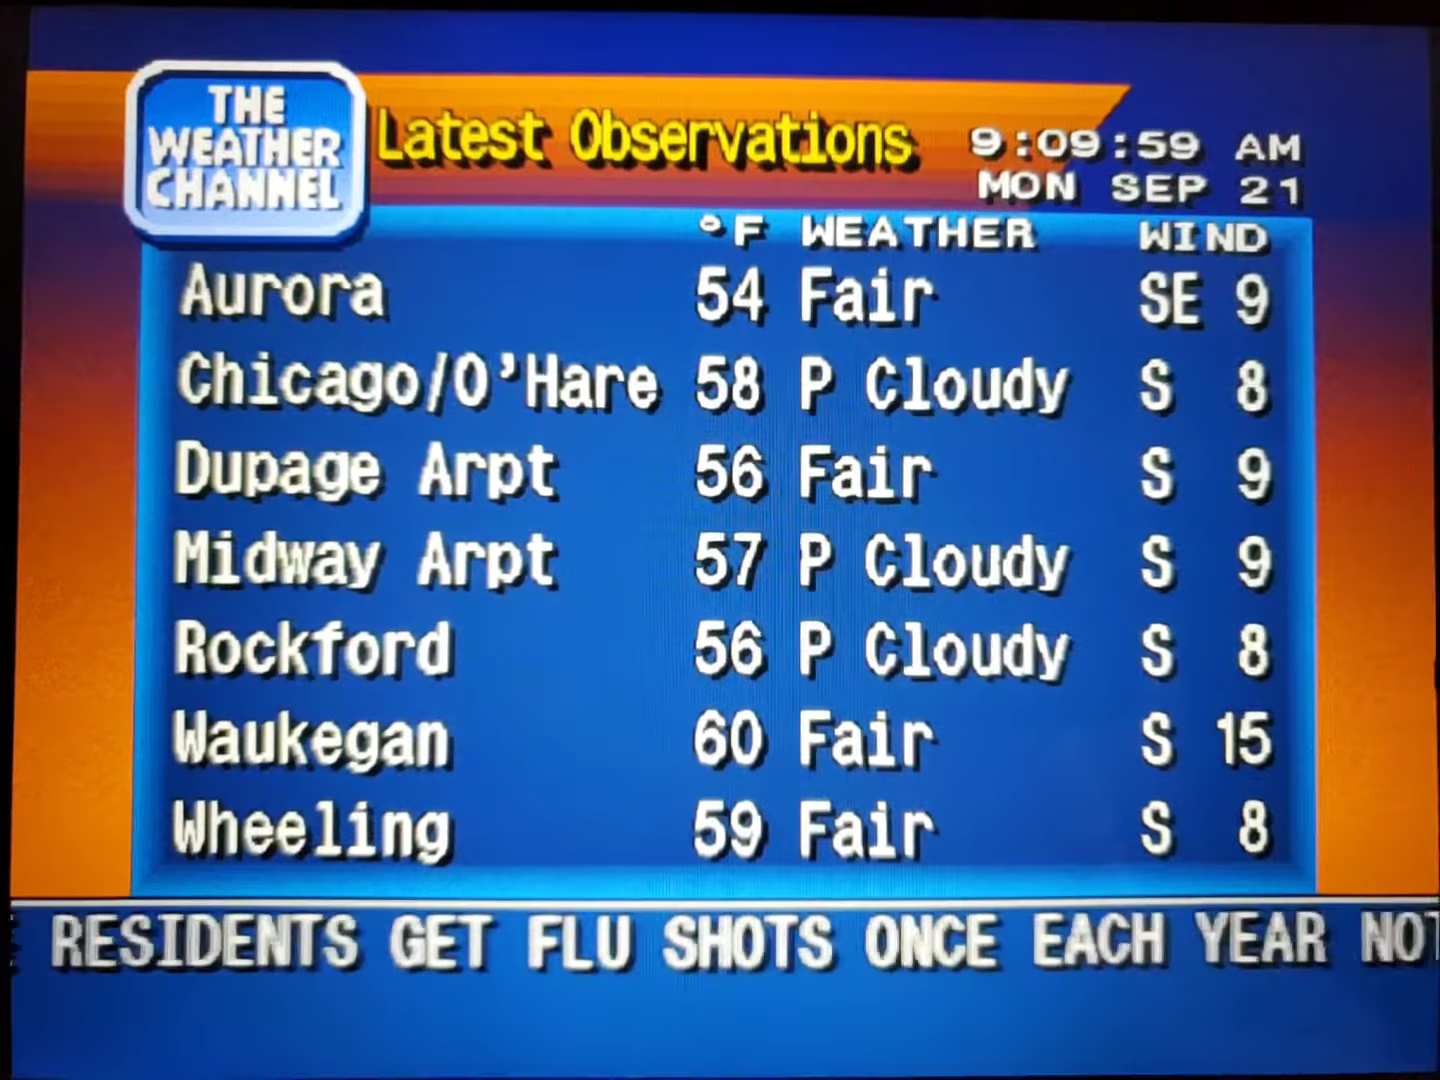 THE
WEATHER
CHANNEL
Latest Observations
9:09:59 AM
MON SEP 21
°F WEATHER WIND
Aurora 54 Fair SE 9
Chicago/O'Hare 58 P Cloudy S 8
Dupage Arpt 56 Fair S 9
Midway Arpt 57 P Cloudy S 9
Rockford 56 P Cloudy S 8
Waukegan 60 Fair S 15
Wheeling 59 Fair S 8
RESIDENTS GET FLU SHOTS ONCE EACH YEAR